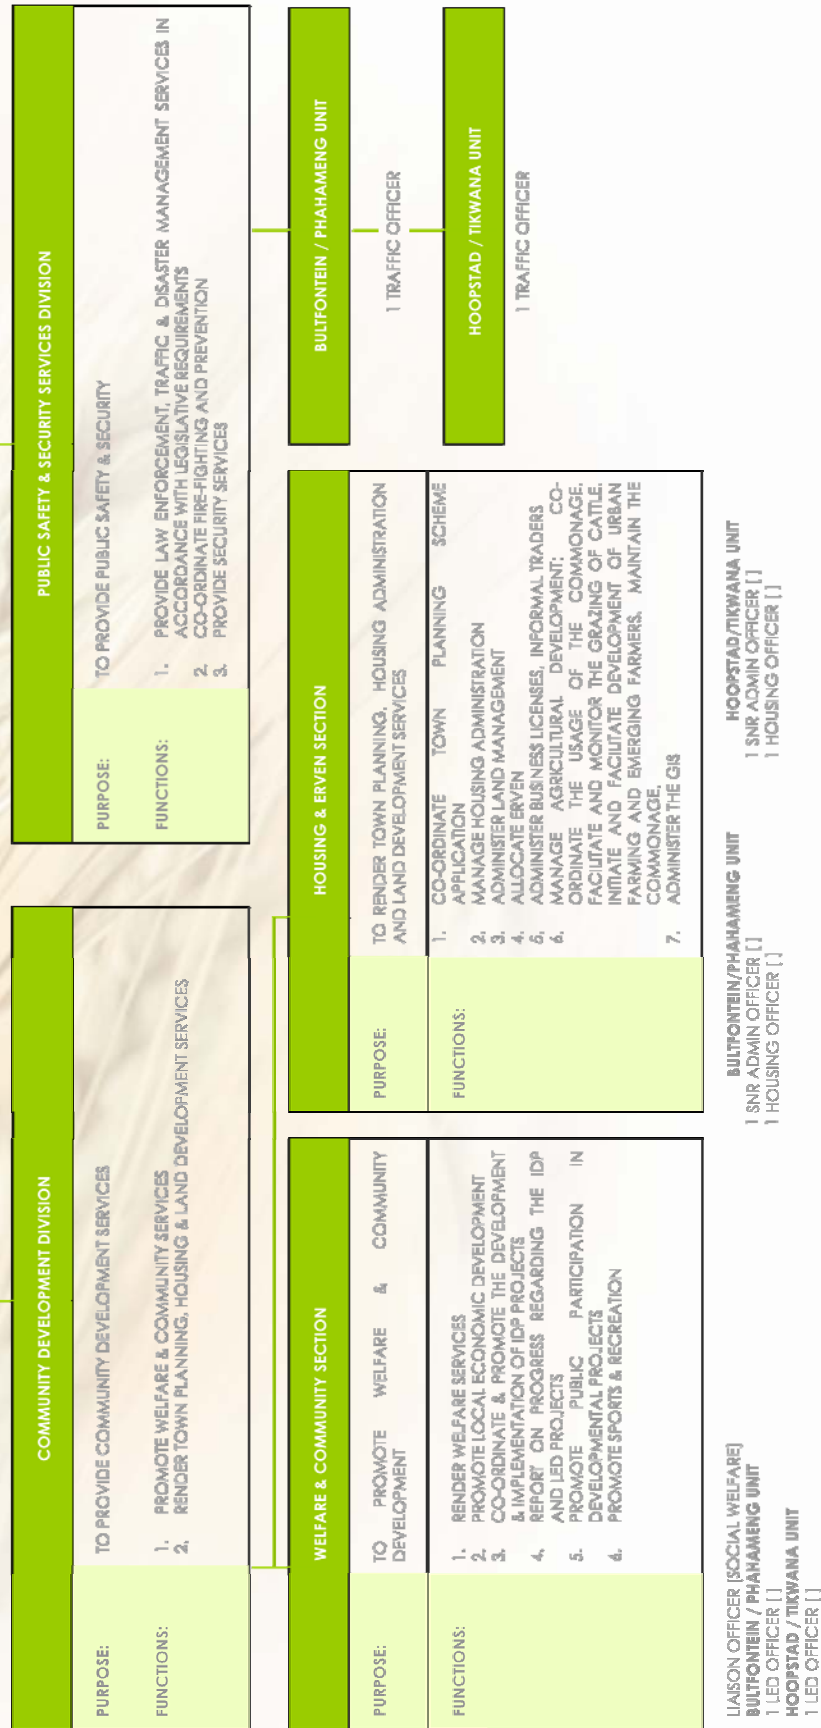 COMMUNITY DEVELOPMENT DIVISION
PURPOSE:
TO PROVIDE COMMUNITY DEVELOPMENT SERVICES
FUNCTIONS:
1. PROMOTE WELFARE & COMMUNITY SERVICES
2. RENDER TOWN PLANNING, HOUSING & LAND DEVELOPMENT SERVICES
PUBLIC SAFETY & SECURITY SERVICES DIVISION
PURPOSE:
TO PROVIDE PUBLIC SAFETY & SECURITY
FUNCTIONS:
1. PROVIDE LAW ENFORCEMENT, TRAFFIC & DISASTER MANAGEMENT SERVICES IN
ACCORDANCE WITH LEGISLATIVE REQUIREMENTS
2. CO-ORDINATE FIRE-FIGHTING AND PREVENTION
3. PROVIDE SECURITY SERVICES
WELFARE & COMMUNITY SECTION
PURPOSE:
TO PROMOTE WELFARE & COMMUNITY
DEVELOPMENT
FUNCTIONS:
1. RENDER WELFARE SERVICES
2. PROMOTE LOCAL ECONOMIC DEVELOPMENT
3. CO-ORDINATE & PROMOTE THE DEVELOPMENT
& IMPLEMENTATION OF IDP PROJECTS
4. REPORT ON PROGRESS REGARDING THE IDP
AND LED PROJECTS
5. PROMOTE PUBLIC PARTICIPATION IN
DEVELOPMENTAL PROJECTS
6. PROMOTE SPORTS & RECREATION
LIAISON OFFICER [SOCIAL WELFARE]
BULTFONTEIN / PHAHAMENG UNIT
1 LED OFFICER [ ]
HOOPSTAD / TIKWANA UNIT
1 LED OFFICER [ ]
HOUSING & ERVEN SECTION
PURPOSE:
TO RENDER TOWN PLANNING, HOUSING ADMINISTRATION
AND LAND DEVELOPMENT SERVICES
FUNCTIONS:
1. CO-ORDINATE TOWN PLANNING SCHEME
APPLICATION
2. MANAGE HOUSING ADMINISTRATION
3. ADMINISTER LAND MANAGEMENT
4. ALLOCATE ERVEN
5. ADMINISTER BUSINESS LICENSES, INFORMAL TRADERS
6. MANAGE AGRICULTURAL DEVELOPMENT; CO-
ORDINATE THE USAGE OF THE COMMONAGE.
FACILITATE AND MONITOR THE GRAZING OF CATTLE.
INITIATE AND FACILITATE DEVELOPMENT OF URBAN
FARMING AND EMERGING FARMERS. MAINTAIN THE
COMMONAGE.
7. ADMINISTER THE GIS
BULTFONTEIN/PHAHAMENG UNIT
1 SNR ADMIN OFFICER [ ]
1 HOUSING OFFICER [ ]
HOOPSTAD/TIKWANA UNIT
1 SNR ADMIN OFFICER [ ]
1 HOUSING OFFICER [ ]
BULTFONTEIN / PHAHAMENG UNIT
1 TRAFFIC OFFICER
HOOPSTAD / TIKWANA UNIT
1 TRAFFIC OFFICER